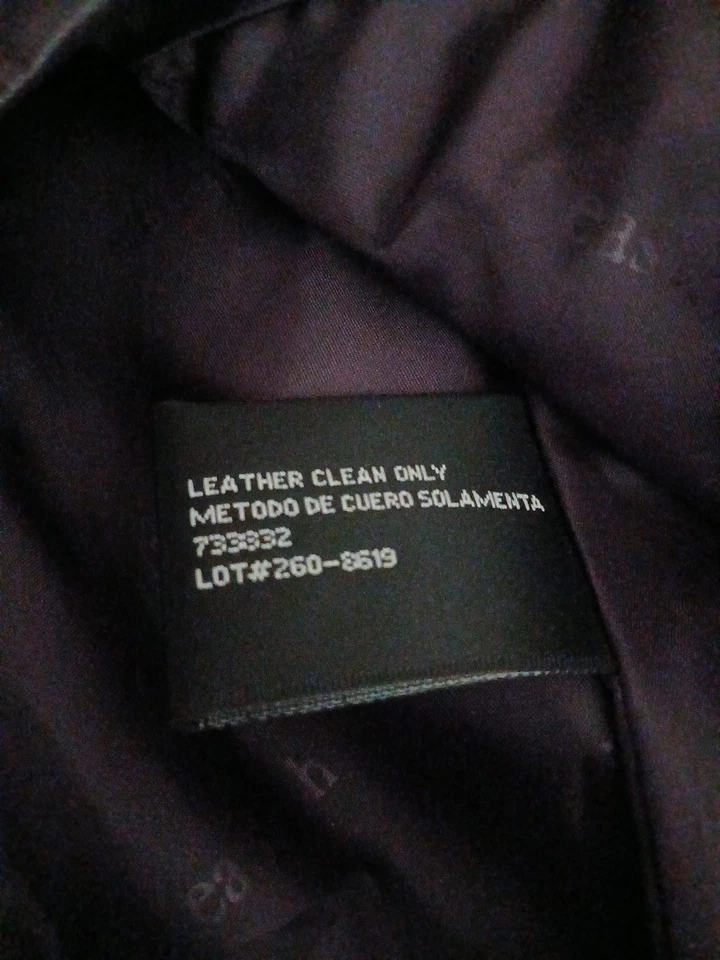 LEATHER CLEAN ONLY
METODO DE CUERO SOLAMENTA
733832
LOT#260-8619